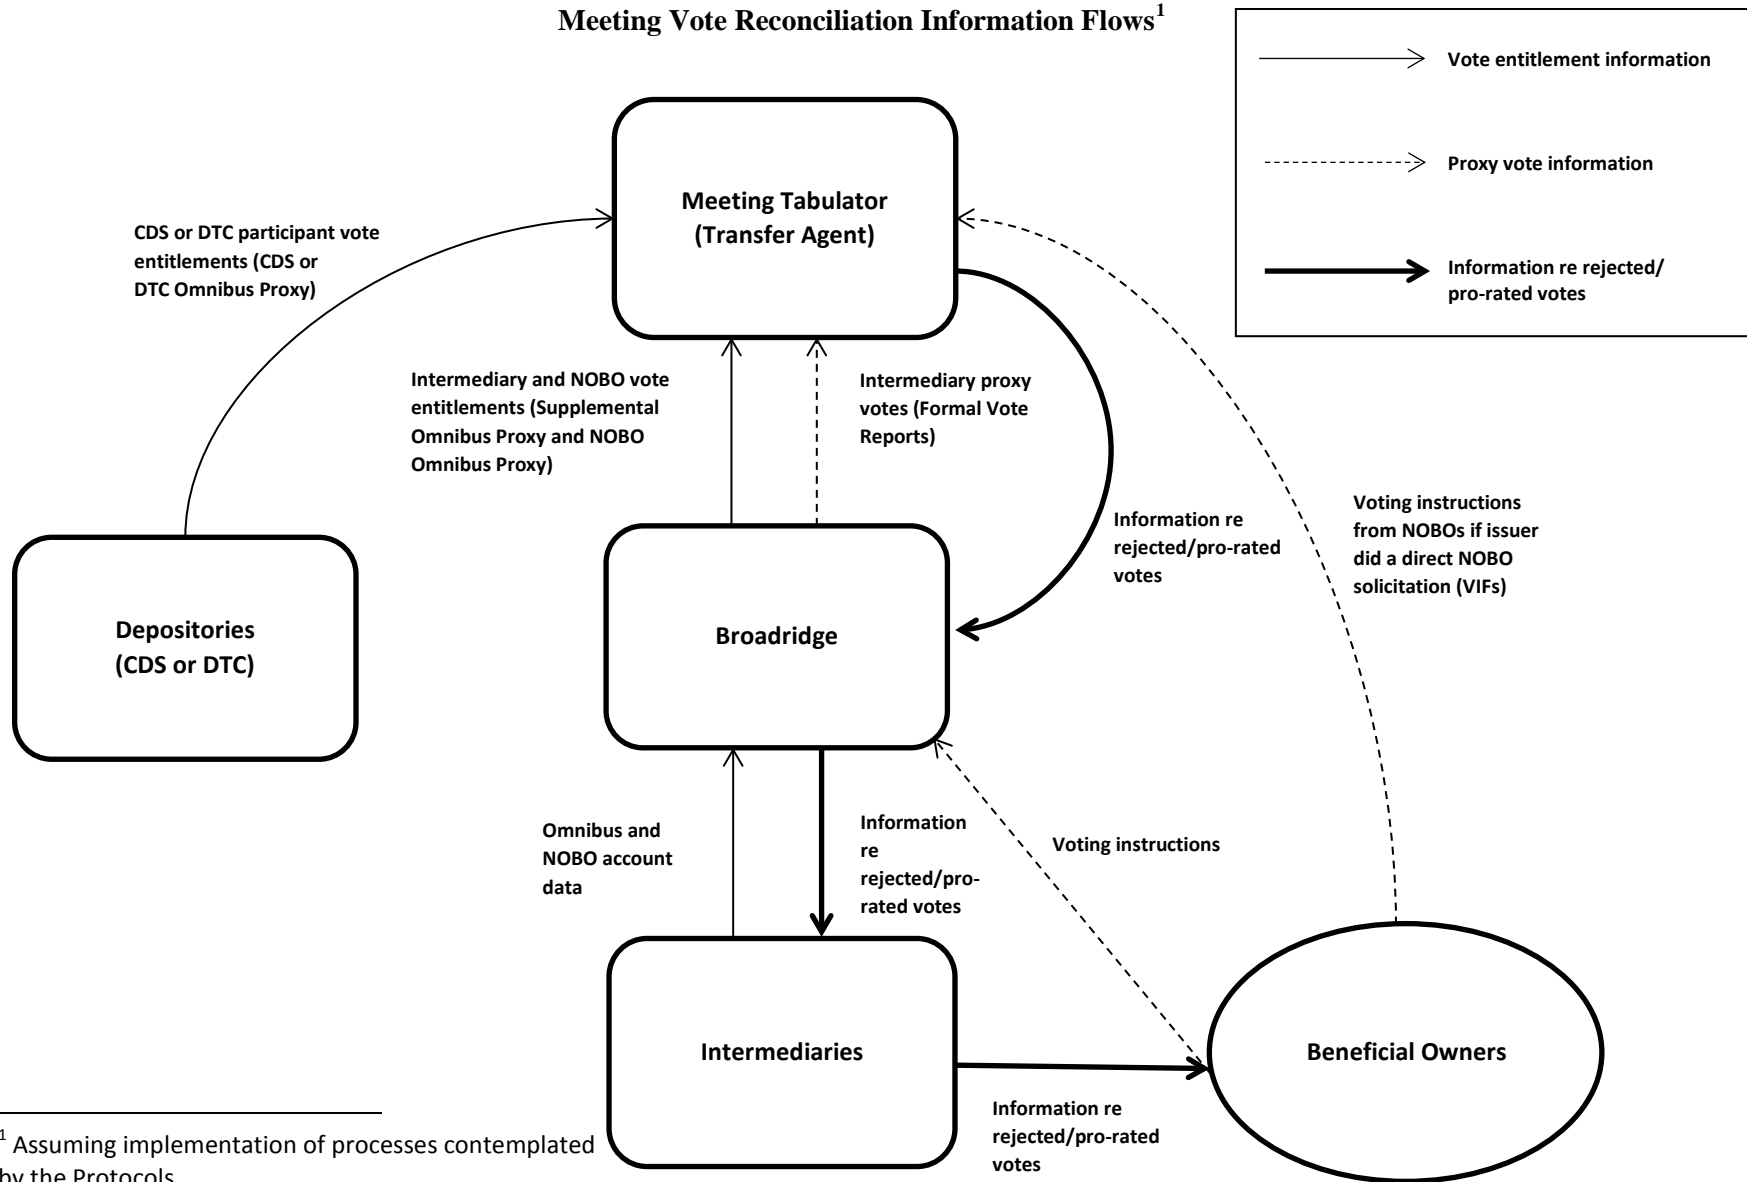 Meeting Vote Reconciliation Information Flows¹
Vote entitlement information
Proxy vote information
Information re rejected/
pro-rated votes
Meeting Tabulator
(Transfer Agent)
CDS or DTC participant vote
entitlements (CDS or
DTC Omnibus Proxy)
Intermediary and NOBO vote
entitlements (Supplemental
Omnibus Proxy and NOBO
Omnibus Proxy)
Intermediary proxy
votes (Formal Vote
Reports)
Information re
rejected/pro-rated
votes
Voting instructions
from NOBOs if issuer
did a direct NOBO
solicitation (VIFs)
Depositories
(CDS or DTC)
Broadridge
Omnibus and
NOBO account
data
Information
re
rejected/pro-
rated votes
Voting instructions
Intermediaries
Beneficial Owners
Information re
rejected/pro-rated
votes
¹ Assuming implementation of processes contemplated
by the Protocols